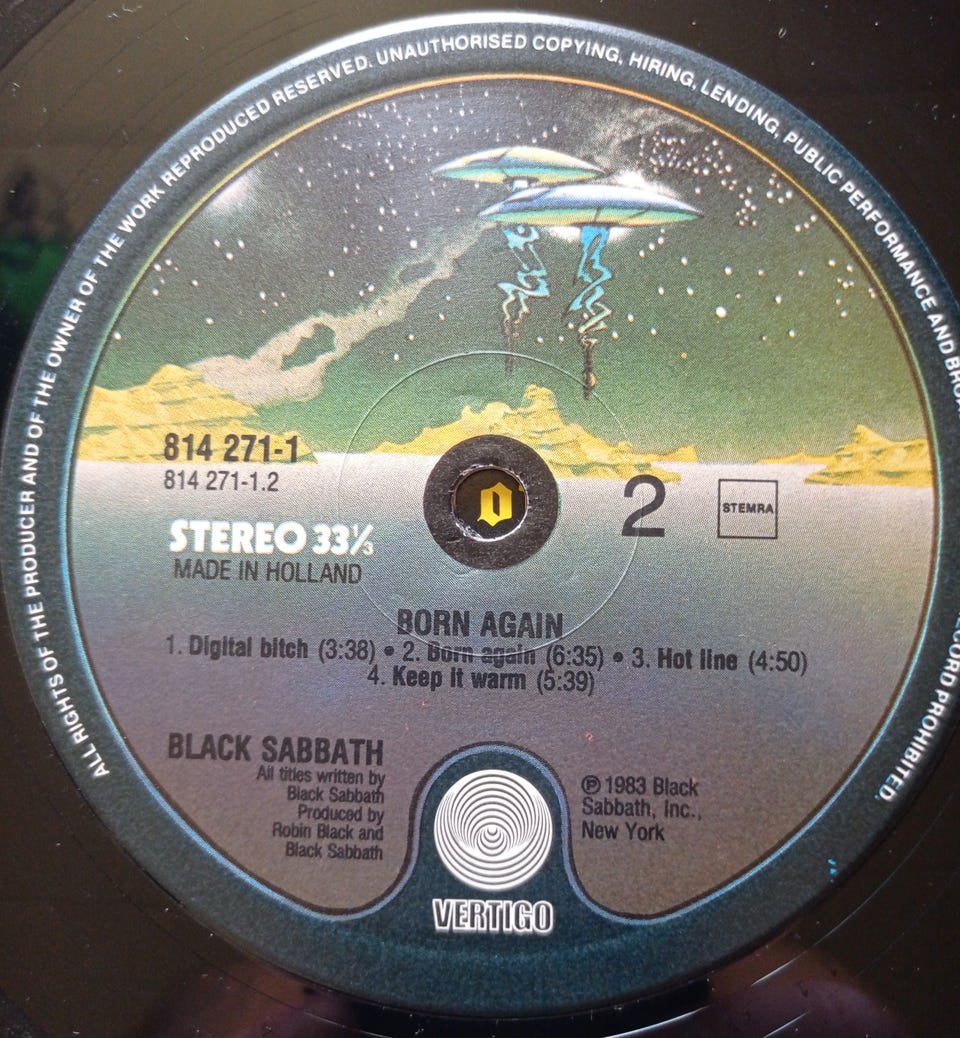 ALL RIGHTS OF THE PRODUCER AND OF THE OWNER OF THE WORK REPRODUCED RESERVED. UNAUTHORISED COPYING, HIRING, LENDING, PUBLIC PERFORMANCE AND
PROHIBITED.
814 271-1
814 271-1.2
2
STEMRA
STEREO 33⅓
MADE IN HOLLAND
BORN AGAIN
1. Digital bitch (3:38) • 2. Born again (6:35) • 3. Hot line (4:50)
4. Keep it warm (5:39)
BLACK SABBATH
All titles written by
Black Sabbath
Produced by
Robin Black and
Black Sabbath
℗ 1983 Black
Sabbath, Inc.,
New York
VERTIGO